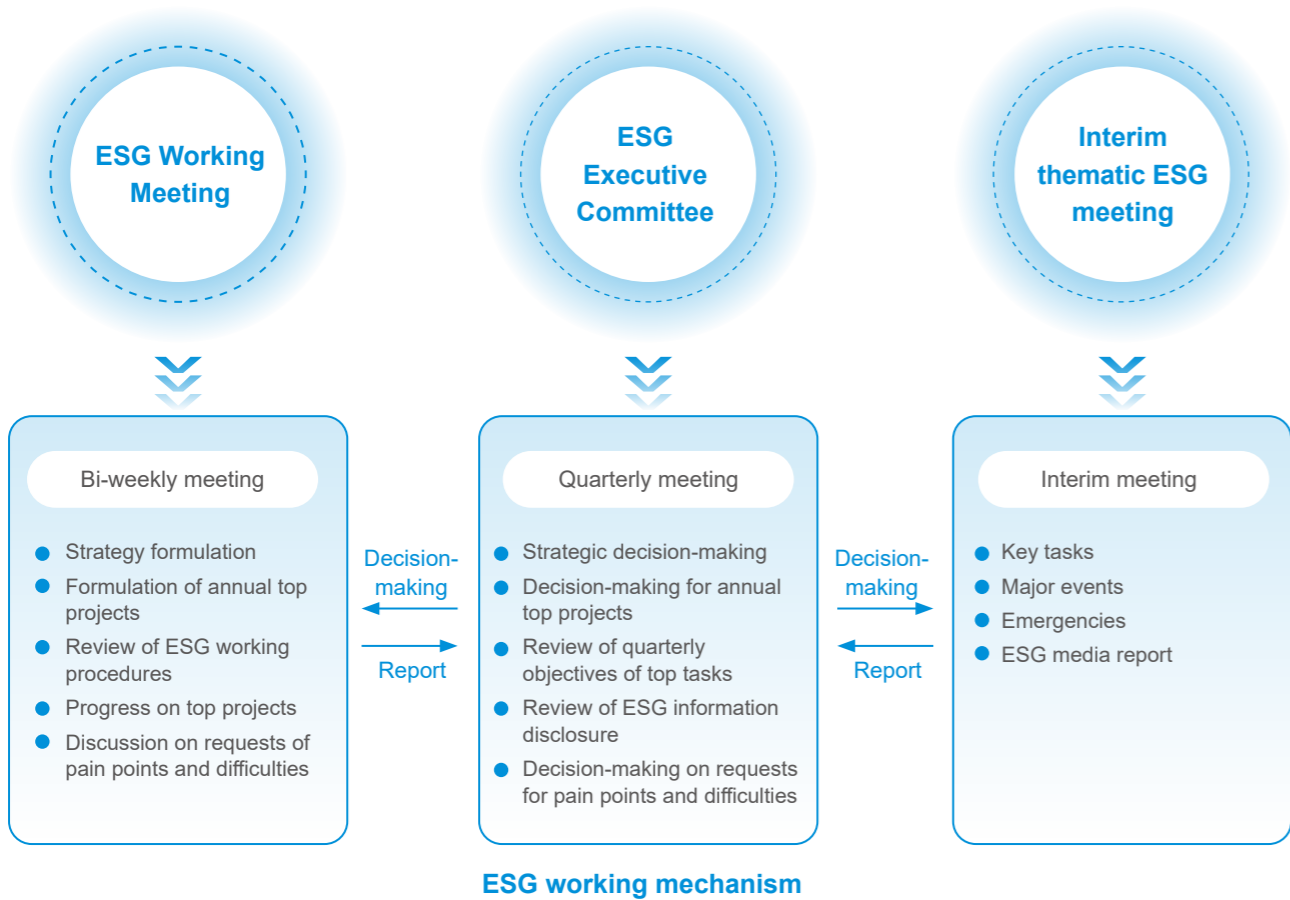 ESG Working
Meeting
ESG
Executive
Committee
Interim
thematic ESG
meeting
Bi-weekly meeting
Strategy formulation
Formulation of annual top
projects
Review of ESG working
procedures
Progress on top projects
Discussion on requests of
pain points and difficulties
Decision-
making
Report
Quarterly meeting
Strategic decision-making
Decision-making for annual
top projects
Review of quarterly
objectives of top tasks
Review of ESG information
disclosure
Decision-making on requests
for pain points and difficulties
Decision-
making
Report
Interim meeting
Key tasks
Major events
Emergencies
ESG media report
ESG working mechanism